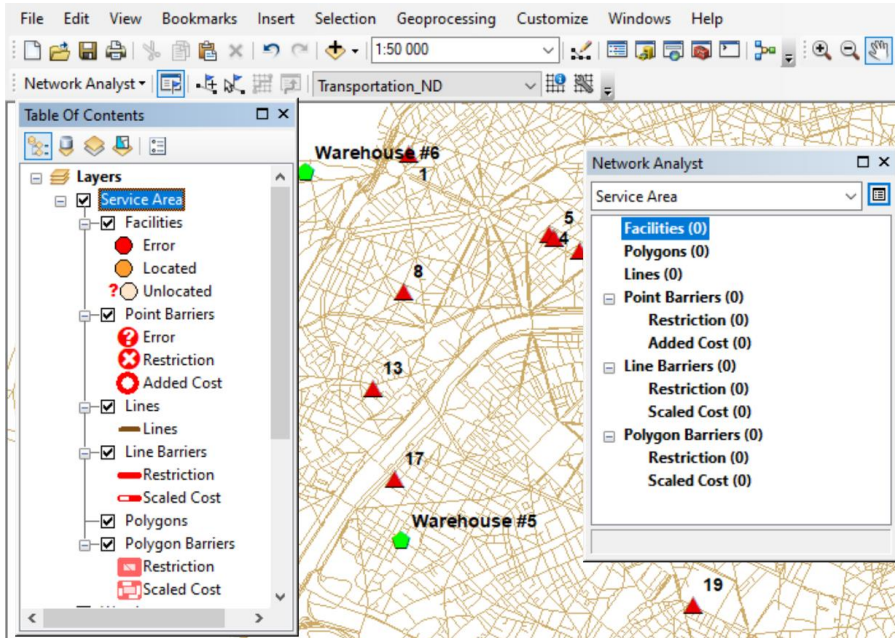 File Edit View Bookmarks Insert Selection Geoprocessing Customize Windows Help
1:50 000
Network Analyst
Transportation_ND
Table Of Contents
Layers
Service Area
Facilities
Error
Located
? Unlocated
Point Barriers
? Error
Restriction
Added Cost
Lines
Lines
Line Barriers
Restriction
Scaled Cost
Polygons
Polygon Barriers
Restriction
Scaled Cost
Warehouse #6
1
5
4
8
13
17
Warehouse #5
19
Network Analyst
Service Area
Facilities (0)
Polygons (0)
Lines (0)
Point Barriers (0)
Restriction (0)
Added Cost (0)
Line Barriers (0)
Restriction (0)
Scaled Cost (0)
Polygon Barriers (0)
Restriction (0)
Scaled Cost (0)